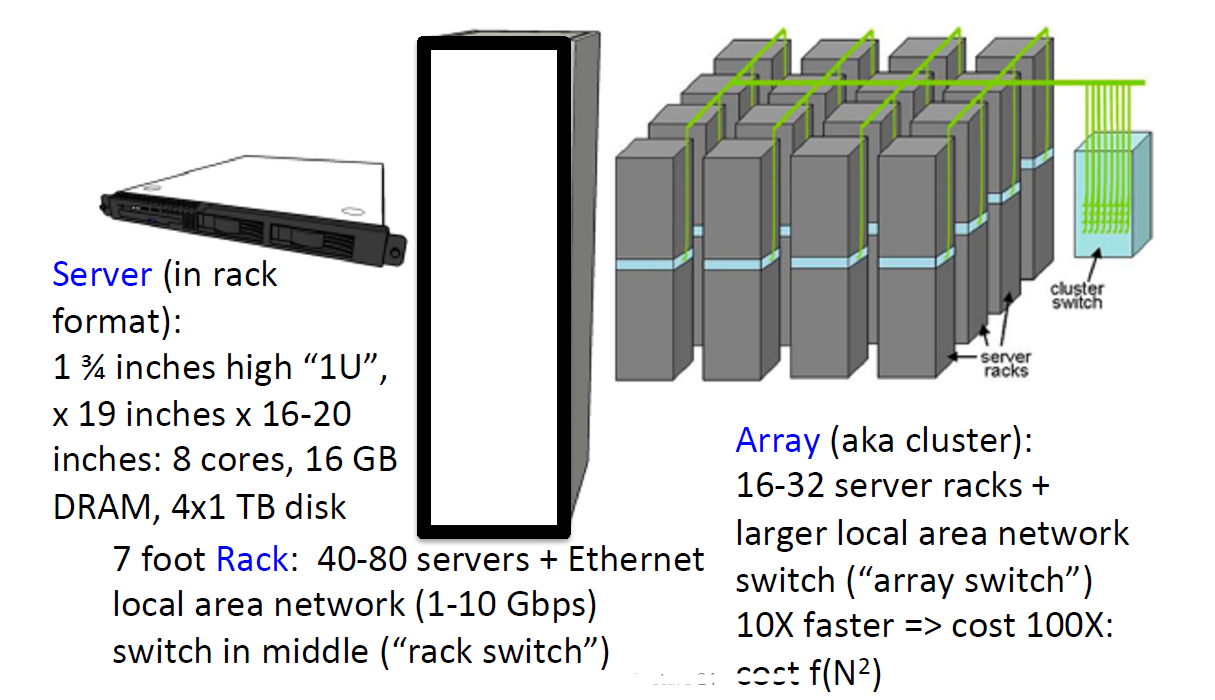 Server (in rack
format):
1 ¾ inches high “1U”,
x 19 inches x 16-20
inches: 8 cores, 16 GB
DRAM, 4x1 TB disk
7 foot Rack: 40-80 servers + Ethernet
local area network (1-10 Gbps)
switch in middle (“rack switch”)
cluster
switch
server
racks
Array (aka cluster):
16-32 server racks +
larger local area network
switch (“array switch”)
10X faster => cost 100X:
cost f(N²)